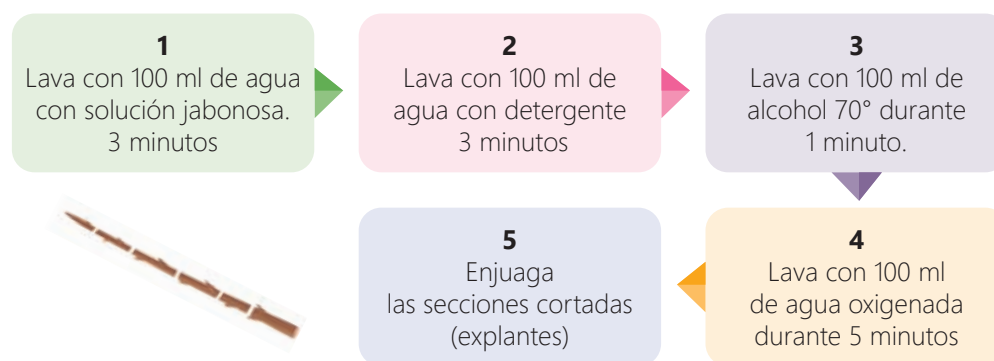 1
Lava con 100 ml de agua
con solución jabonosa.
3 minutos
2
Lava con 100 ml de
agua con detergente
3 minutos
3
Lava con 100 ml de
alcohol 70° durante
1 minuto.
4
Lava con 100 ml
de agua oxigenada
durante 5 minutos
5
Enjuaga
las secciones cortadas
(explantes)